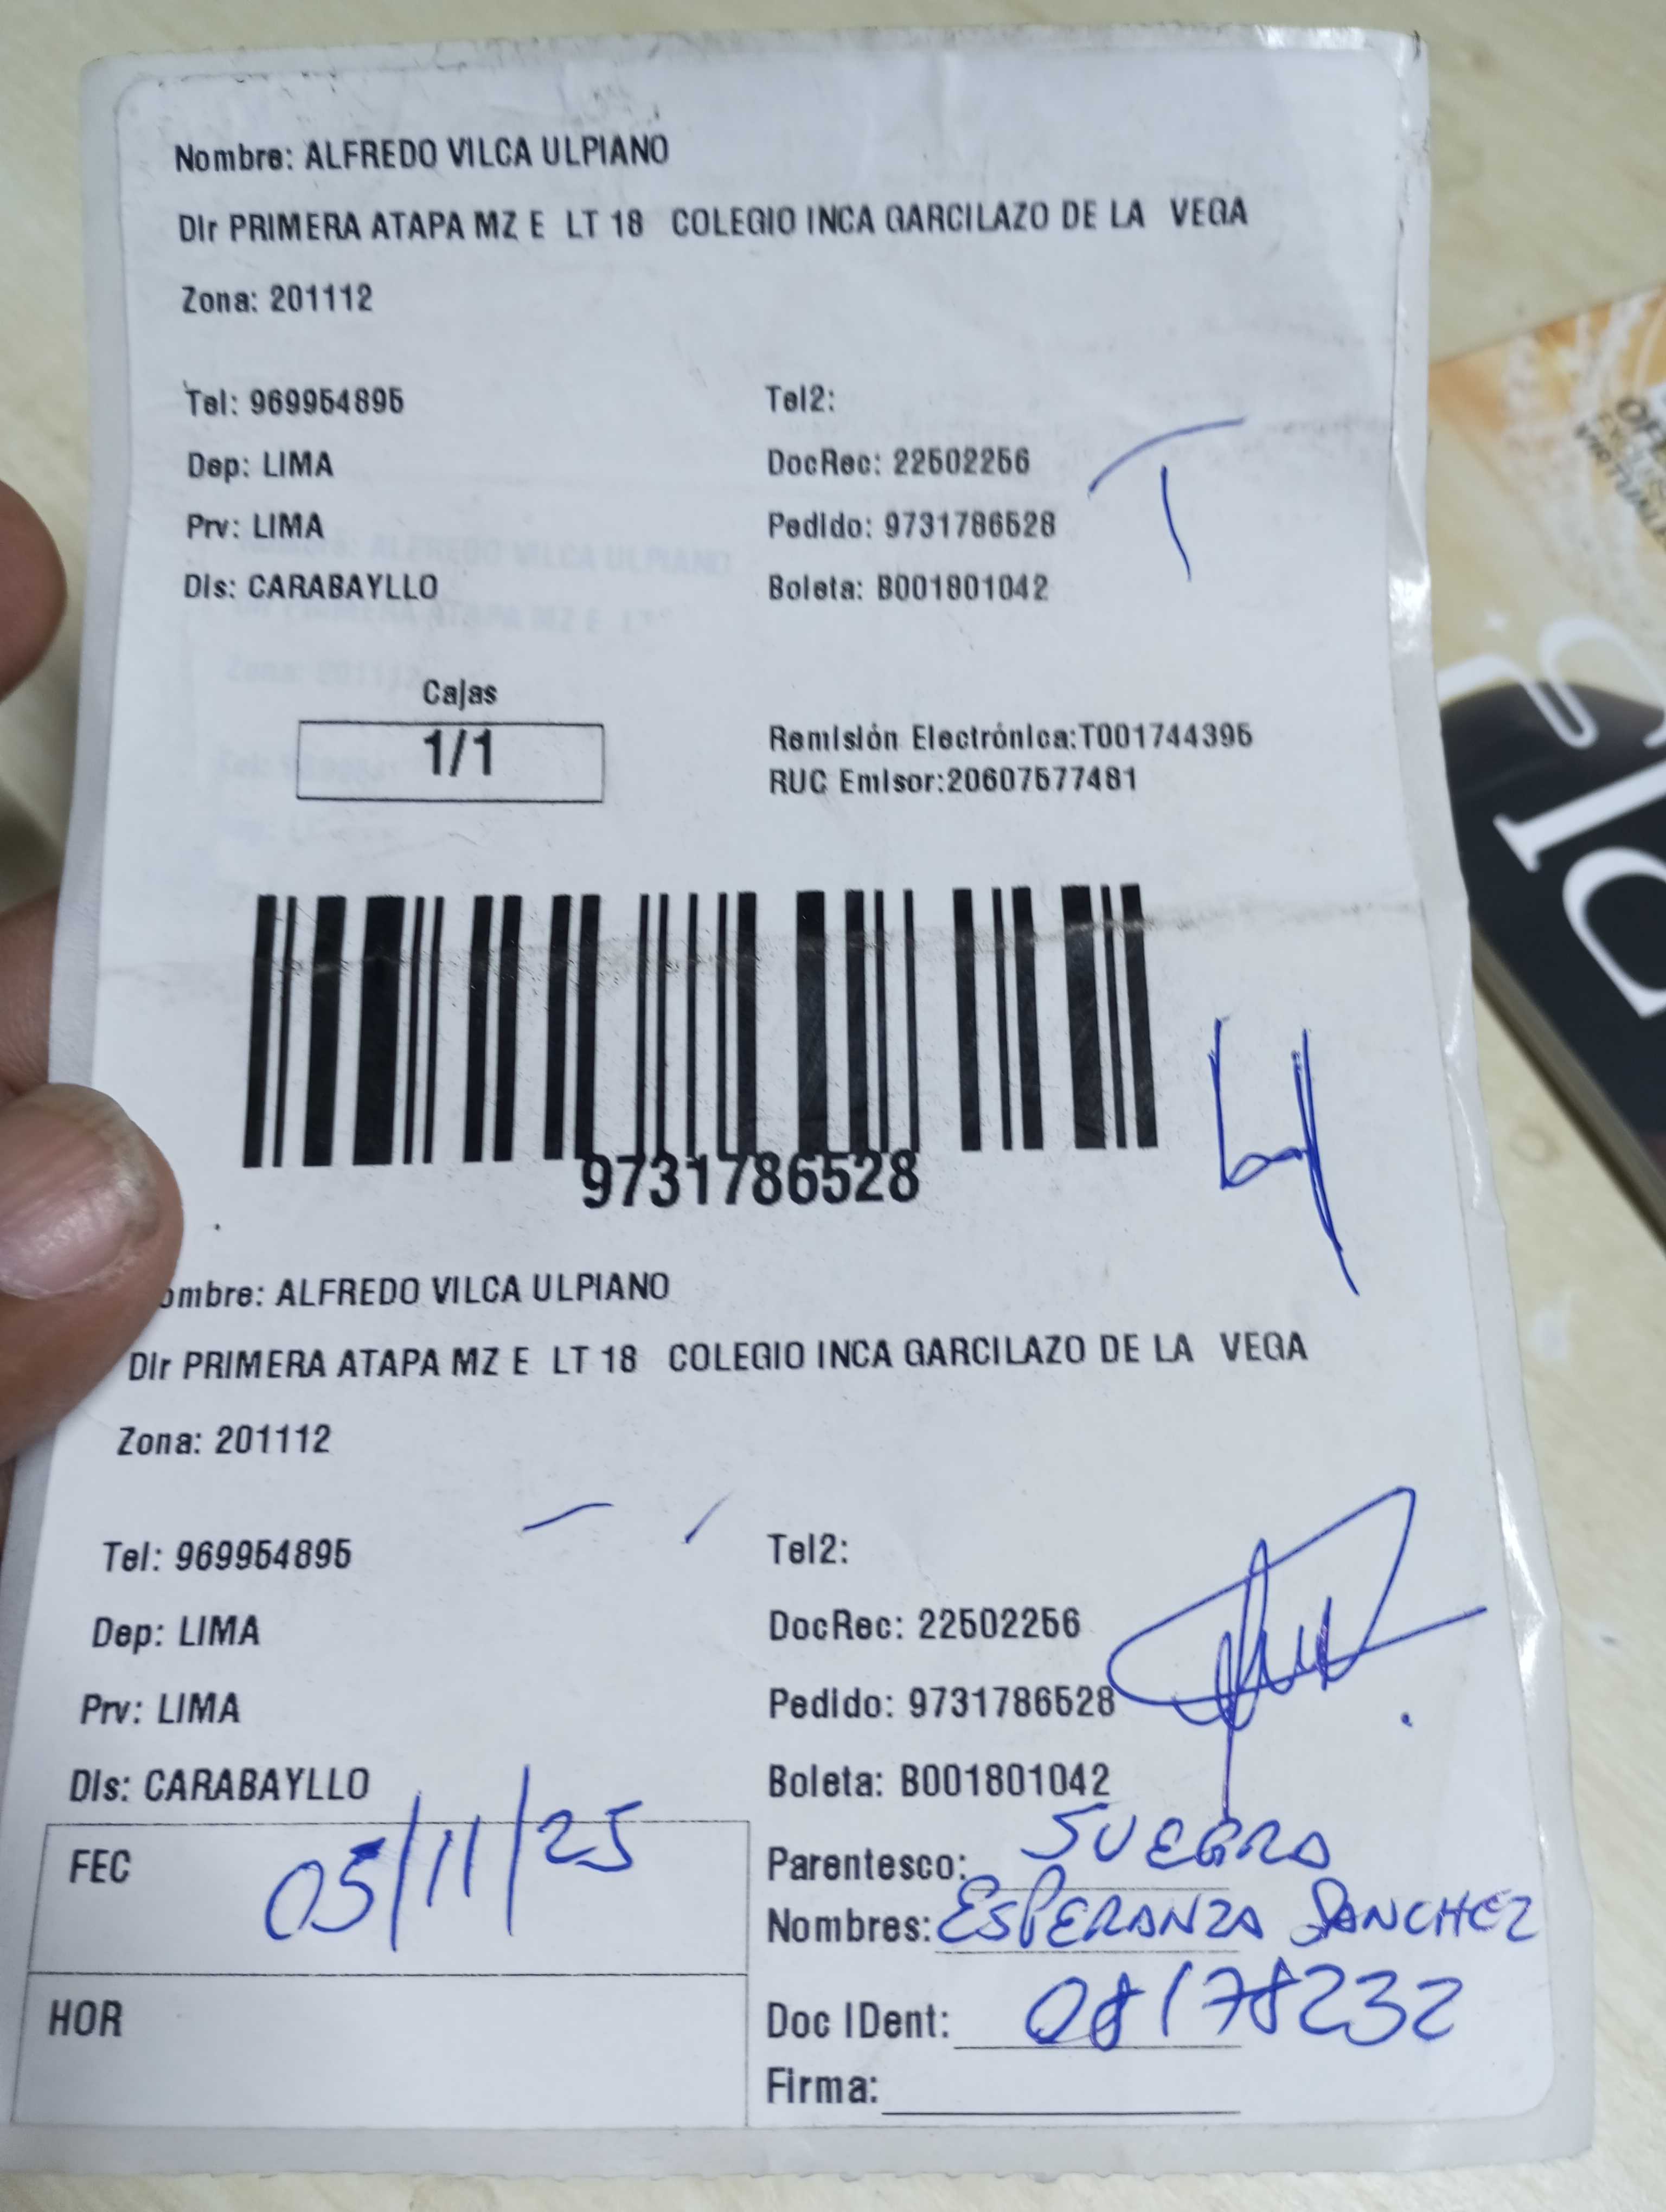 Nombre: ALFREDO VILCA ULPIANO
Dir PRIMERA ATAPA MZ E LT 18 COLEGIO INCA GARCILAZO DE LA VEGA
Zona: 201112
Tel: 969954895 Tel2:
Dep: LIMA DocRec: 22502256
Prv: LIMA Pedido: 9731786528
Dis: CARABAYLLO Boleta: B001801042
Cajas
1/1
Remisión Electrónica:T001744395
RUC Emisor:20607577481
9731786528
ombre: ALFREDO VILCA ULPIANO
Dir PRIMERA ATAPA MZ E LT 18 COLEGIO INCA GARCILAZO DE LA VEGA
Zona: 201112
Tel: 969954895 Tel2:
Dep: LIMA DocRec: 22502256
Prv: LIMA Pedido: 9731786528
Dis: CARABAYLLO Boleta: B001801042
FEC 05/11/25
Parentesco: SUEGRA
Nombres: ESPERANZA SANCHEZ
HOR
Doc IDent: 08178232
Firma: